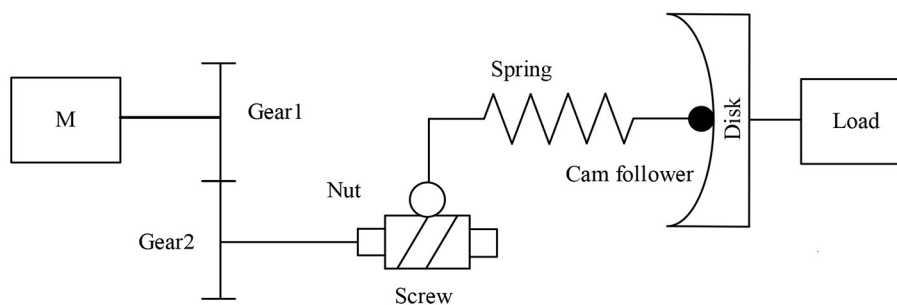 Spring
M
Gear1
Disk
Load
Cam follower
Nut
Gear2
Screw